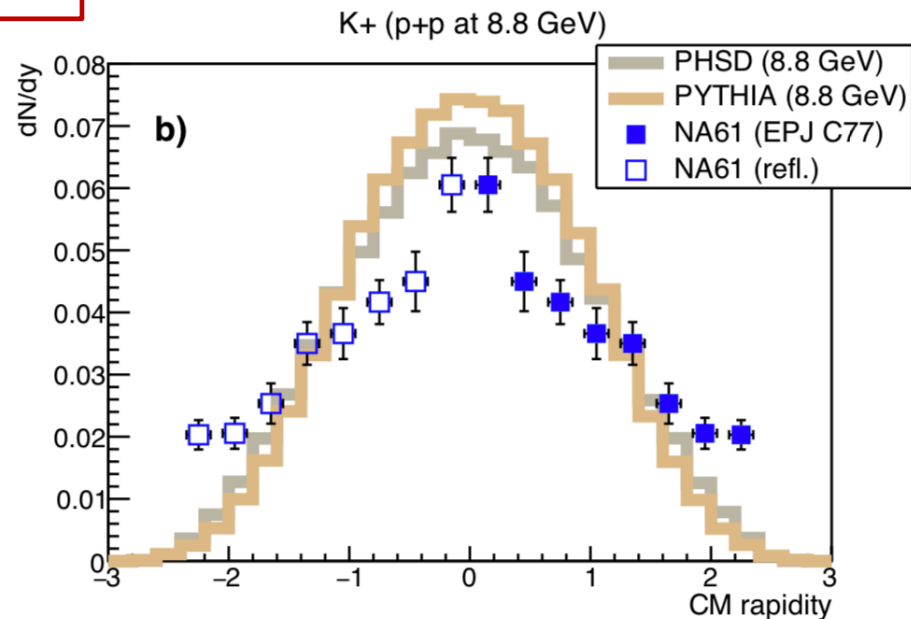 K+ (p+p at 8.8 GeV)
dN/dy
b)
PHSD (8.8 GeV)
PYTHIA (8.8 GeV)
NA61 (EPJ C77)
NA61 (refl.)
0.08
0.07
0.06
0.05
0.04
0.03
0.02
0.01
0
−3 −2 −1 0 1 2 3
CM rapidity